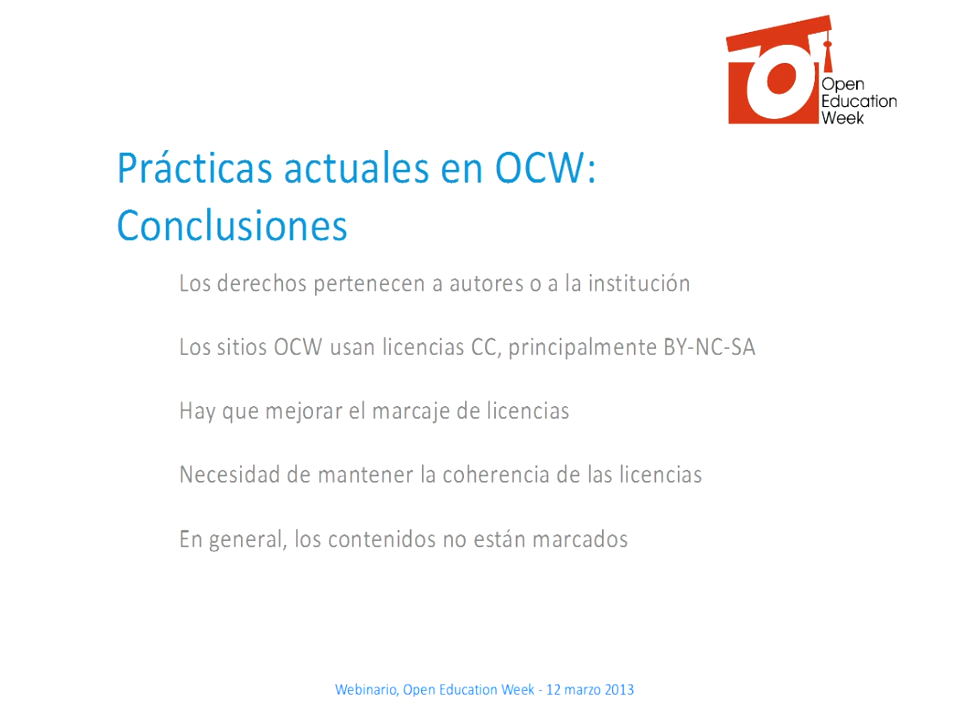 Open
Education
Week
Prácticas actuales en OCW:
Conclusiones
Los derechos pertenecen a autores o a la institución
Los sitios OCW usan licencias CC, principalmente BY-NC-SA
Hay que mejorar el marcaje de licencias
Necesidad de mantener la coherencia de las licencias
En general, los contenidos no están marcados
Webinario, Open Education Week - 12 marzo 2013